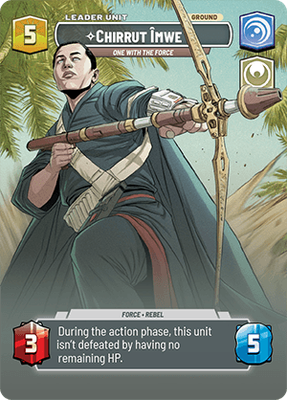 LEADER UNIT
GROUND
5
CHIRRUT ÎMWE
ONE WITH THE FORCE
FORCE • REBEL
During the action phase, this unit
isn't defeated by having no
remaining HP.
3
5